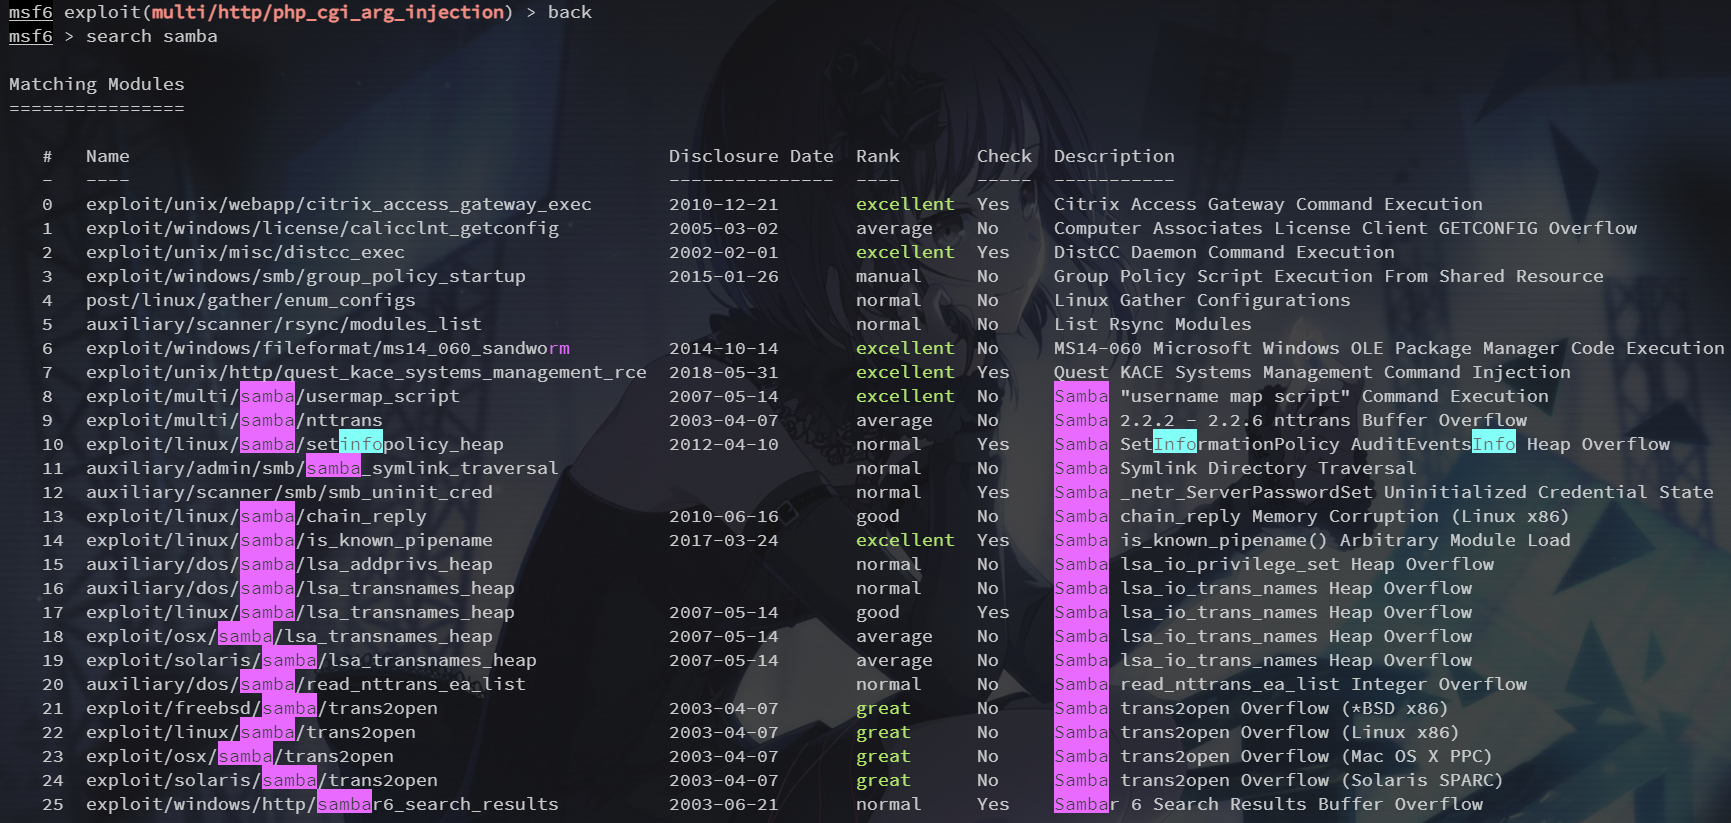 msf6 exploit(multi/http/php_cgi_arg_injection) > back
msf6 > search samba
Matching Modules
================
# Name Disclosure Date Rank Check Description
- ---- --------------- ---- ----- -----------
0 exploit/unix/webapp/citrix_access_gateway_exec 2010-12-21 excellent Yes Citrix Access Gateway Command Execution
1 exploit/windows/license/calicclnt_getconfig 2005-03-02 average No Computer Associates License Client GETCONFIG Overflow
2 exploit/unix/misc/distcc_exec 2002-02-01 excellent Yes DistCC Daemon Command Execution
3 exploit/windows/smb/group_policy_startup 2015-01-26 manual No Group Policy Script Execution From Shared Resource
4 post/linux/gather/enum_configs normal No Linux Gather Configurations
5 auxiliary/scanner/rsync/modules_list normal No List Rsync Modules
6 exploit/windows/fileformat/ms14_060_sandworm 2014-10-14 excellent No MS14-060 Microsoft Windows OLE Package Manager Code Execution
7 exploit/unix/http/quest_kace_systems_management_rce 2018-05-31 excellent Yes Quest KACE Systems Management Command Injection
8 exploit/multi/samba/usermap_script 2007-05-14 excellent No Samba "username map script" Command Execution
9 exploit/multi/samba/nttrans 2003-04-07 average No Samba 2.2.2 - 2.2.6 nttrans Buffer Overflow
10 exploit/linux/samba/setinfopolicy_heap 2012-04-10 normal Yes Samba SetInformationPolicy AuditEventsInfo Heap Overflow
11 auxiliary/admin/smb/samba_symlink_traversal normal No Samba Symlink Directory Traversal
12 auxiliary/scanner/smb/smb_uninit_cred normal Yes Samba _netr_ServerPasswordSet Uninitialized Credential State
13 exploit/linux/samba/chain_reply 2010-06-16 good No Samba chain_reply Memory Corruption (Linux x86)
14 exploit/linux/samba/is_known_pipename 2017-03-24 excellent Yes Samba is_known_pipename() Arbitrary Module Load
15 auxiliary/dos/samba/lsa_addprivs_heap normal No Samba lsa_io_privilege_set Heap Overflow
16 auxiliary/dos/samba/lsa_transnames_heap normal No Samba lsa_io_trans_names Heap Overflow
17 exploit/linux/samba/lsa_transnames_heap 2007-05-14 good Yes Samba lsa_io_trans_names Heap Overflow
18 exploit/osx/samba/lsa_transnames_heap 2007-05-14 average No Samba lsa_io_trans_names Heap Overflow
19 exploit/solaris/samba/lsa_transnames_heap 2007-05-14 average No Samba lsa_io_trans_names Heap Overflow
20 auxiliary/dos/samba/read_nttrans_ea_list normal No Samba read_nttrans_ea_list Integer Overflow
21 exploit/freebsd/samba/trans2open 2003-04-07 great No Samba trans2open Overflow (*BSD x86)
22 exploit/linux/samba/trans2open 2003-04-07 great No Samba trans2open Overflow (Linux x86)
23 exploit/osx/samba/trans2open 2003-04-07 great No Samba trans2open Overflow (Mac OS X PPC)
24 exploit/solaris/samba/trans2open 2003-04-07 great No Samba trans2open Overflow (Solaris SPARC)
25 exploit/windows/http/sambar6_search_results 2003-06-21 normal Yes Sambar 6 Search Results Buffer Overflow